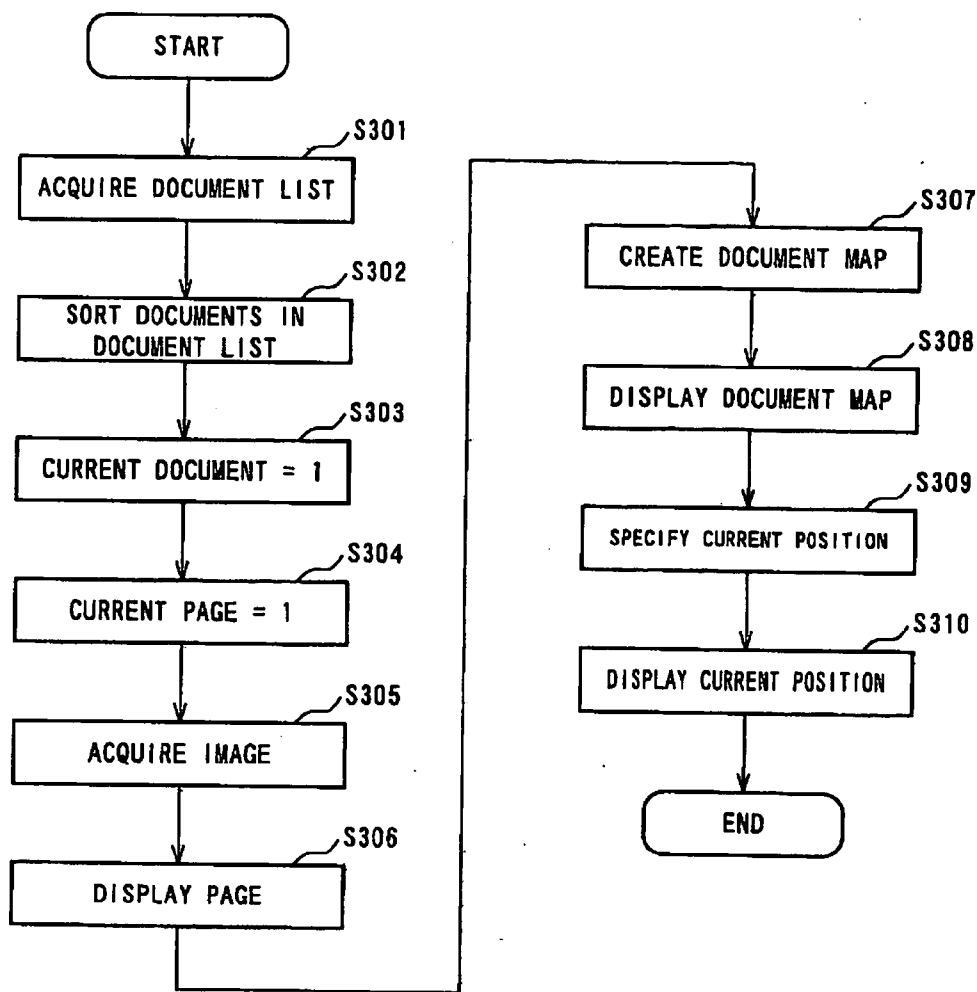 START
S301
ACQUIRE DOCUMENT LIST
S302
SORT DOCUMENTS IN
DOCUMENT LIST
S303
CURRENT DOCUMENT = 1
S304
CURRENT PAGE = 1
S305
ACQUIRE IMAGE
S306
DISPLAY PAGE
S307
CREATE DOCUMENT MAP
S308
DISPLAY DOCUMENT MAP
S309
SPECIFY CURRENT POSITION
S310
DISPLAY CURRENT POSITION
END